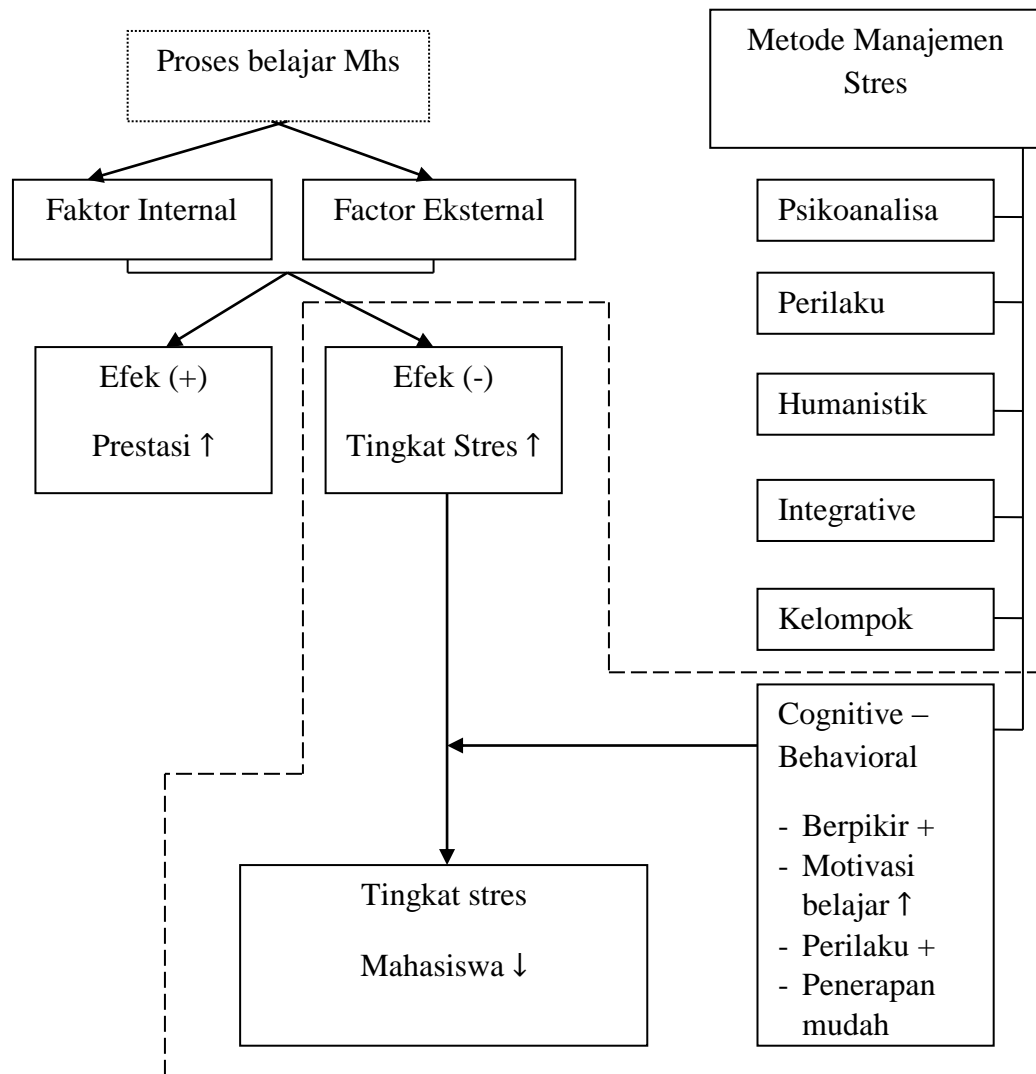 Proses belajar Mhs
Metode Manajemen
Stres
Faktor Internal
Factor Eksternal
Psikoanalisa
Perilaku
Efek (+)
Prestasi ↑
Efek (-)
Tingkat Stres ↑
Humanistik
Integrative
Kelompok
Cognitive –
Behavioral
- Berpikir +
- Motivasi
belajar ↑
- Perilaku +
- Penerapan
mudah
Tingkat stres
Mahasiswa ↓